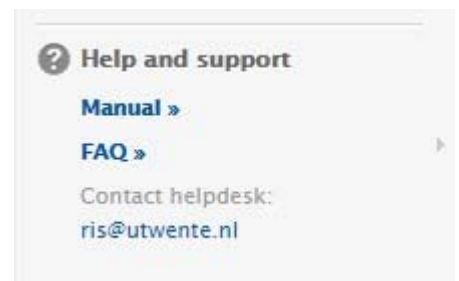 Help and support
Manual »
FAQ »
Contact helpdesk:
ris@utwente.nl